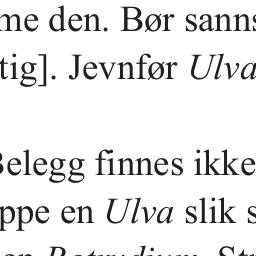 me den. Bør sanns
tig]. Jevnfør Ulva
Belegg finnes ikke
ppe en Ulva slik s